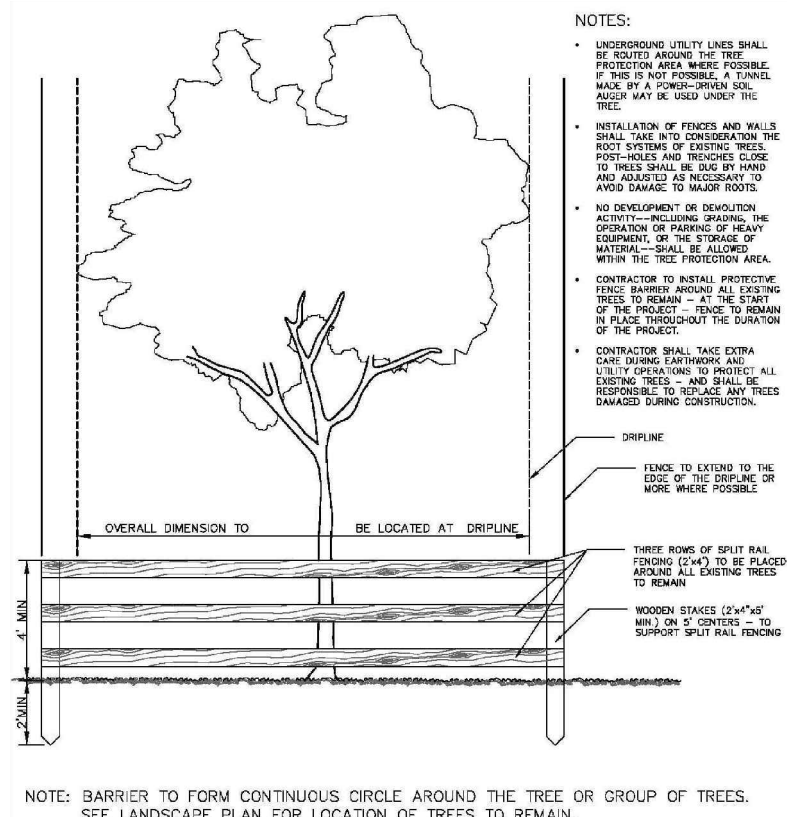 NOTES:
• UNDERGROUND UTILITY LINES SHALL
BE ROUTED AROUND THE TREE
PROTECTION AREA WHERE POSSIBLE.
IF THIS IS NOT POSSIBLE, A TUNNEL
MADE BY A POWER-DRIVEN SOIL
AUGER MAY BE USED UNDER THE
TREE.
• INSTALLATION OF FENCES AND WALLS
SHALL TAKE INTO CONSIDERATION THE
ROOT SYSTEMS OF EXISTING TREES.
POST-HOLES AND TRENCHES CLOSE
TO TREES SHALL BE DUG BY HAND
AND ADJUSTED AS NECESSARY TO
AVOID DAMAGE TO MAJOR ROOTS.
• NO DEVELOPMENT OR DEMOLITION
ACTIVITY--INCLUDING GRADING, THE
OPERATION OR PARKING OF HEAVY
EQUIPMENT, OR THE STORAGE OF
MATERIAL--SHALL BE ALLOWED
WITHIN THE TREE PROTECTION AREA.
• CONTRACTOR TO INSTALL PROTECTIVE
FENCE BARRIER AROUND ALL EXISTING
TREES TO REMAIN - AT THE START
OF THE PROJECT - FENCE TO REMAIN
IN PLACE THROUGHOUT THE DURATION
OF THE PROJECT.
• CONTRACTOR SHALL TAKE EXTRA
CARE DURING EARTHWORK AND
UTILITY OPERATIONS TO PROTECT ALL
EXISTING TREES - AND SHALL BE
RESPONSIBLE TO REPLACE ANY TREES
DAMAGED DURING CONSTRUCTION.
DRIPLINE
FENCE TO EXTEND TO THE
EDGE OF THE DRIPLINE OR
MORE WHERE POSSIBLE
OVERALL DIMENSION TO BE LOCATED AT DRIPLINE
THREE ROWS OF SPLIT RAIL
FENCING (2'x4") TO BE PLACED
AROUND ALL EXISTING TREES
TO REMAIN
WOODEN STAKES (2'x4"x5'
MIN.) ON 5' CENTERS - TO
SUPPORT SPLIT RAIL FENCING
4' MIN
2'MIN
NOTE: BARRIER TO FORM CONTINUOUS CIRCLE AROUND THE TREE OR GROUP OF TREES.
SEE LANDSCAPE PLAN FOR LOCATION OF TREES TO REMAIN.